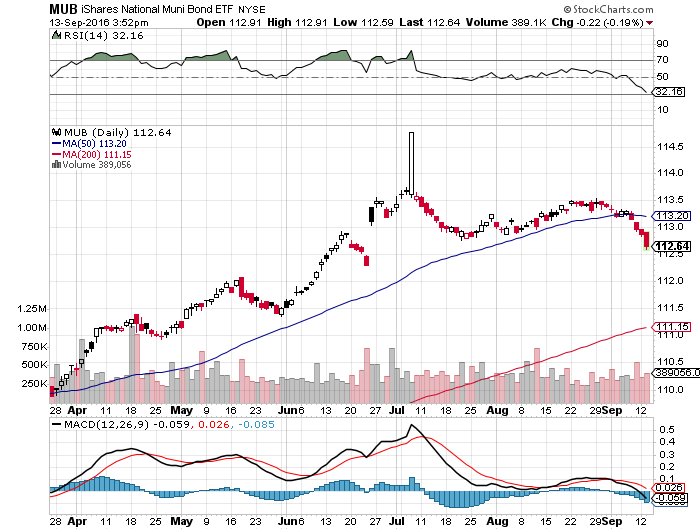 MUB iShares National Muni Bond ETF NYSE © StockCharts.com
13-Sep-2016 3:52pm Open 112.91 High 112.91 Low 112.59 Last 112.64 Volume 389.1K Chg -0.22 (-0.19%)
RSI(14) 32.16
90
70
50
32.16
10
MUB (Daily) 112.64
MA(50) 113.20
MA(200) 111.15
Volume 389,056
114.5
114.0
113.5
113.20
113.0
112.64
112.0
111.5
1.25M
1.00M 111.15
750K
500K 110.5
389056.0
250K 110.0
28 Apr 11 18 25 May 9 16 23 Jun 6 13 20 27 Jul 11 18 25 Aug 8 15 22 29 Sep 12
MACD(12,26,9) -0.059, 0.026, -0.085
0.5
0.4
0.3
0.2
0.1
0.026
-0.059
28 Apr 11 18 25 May 9 16 23 Jun 6 13 20 27 Jul 11 18 25 Aug 8 15 22 29 Sep 12